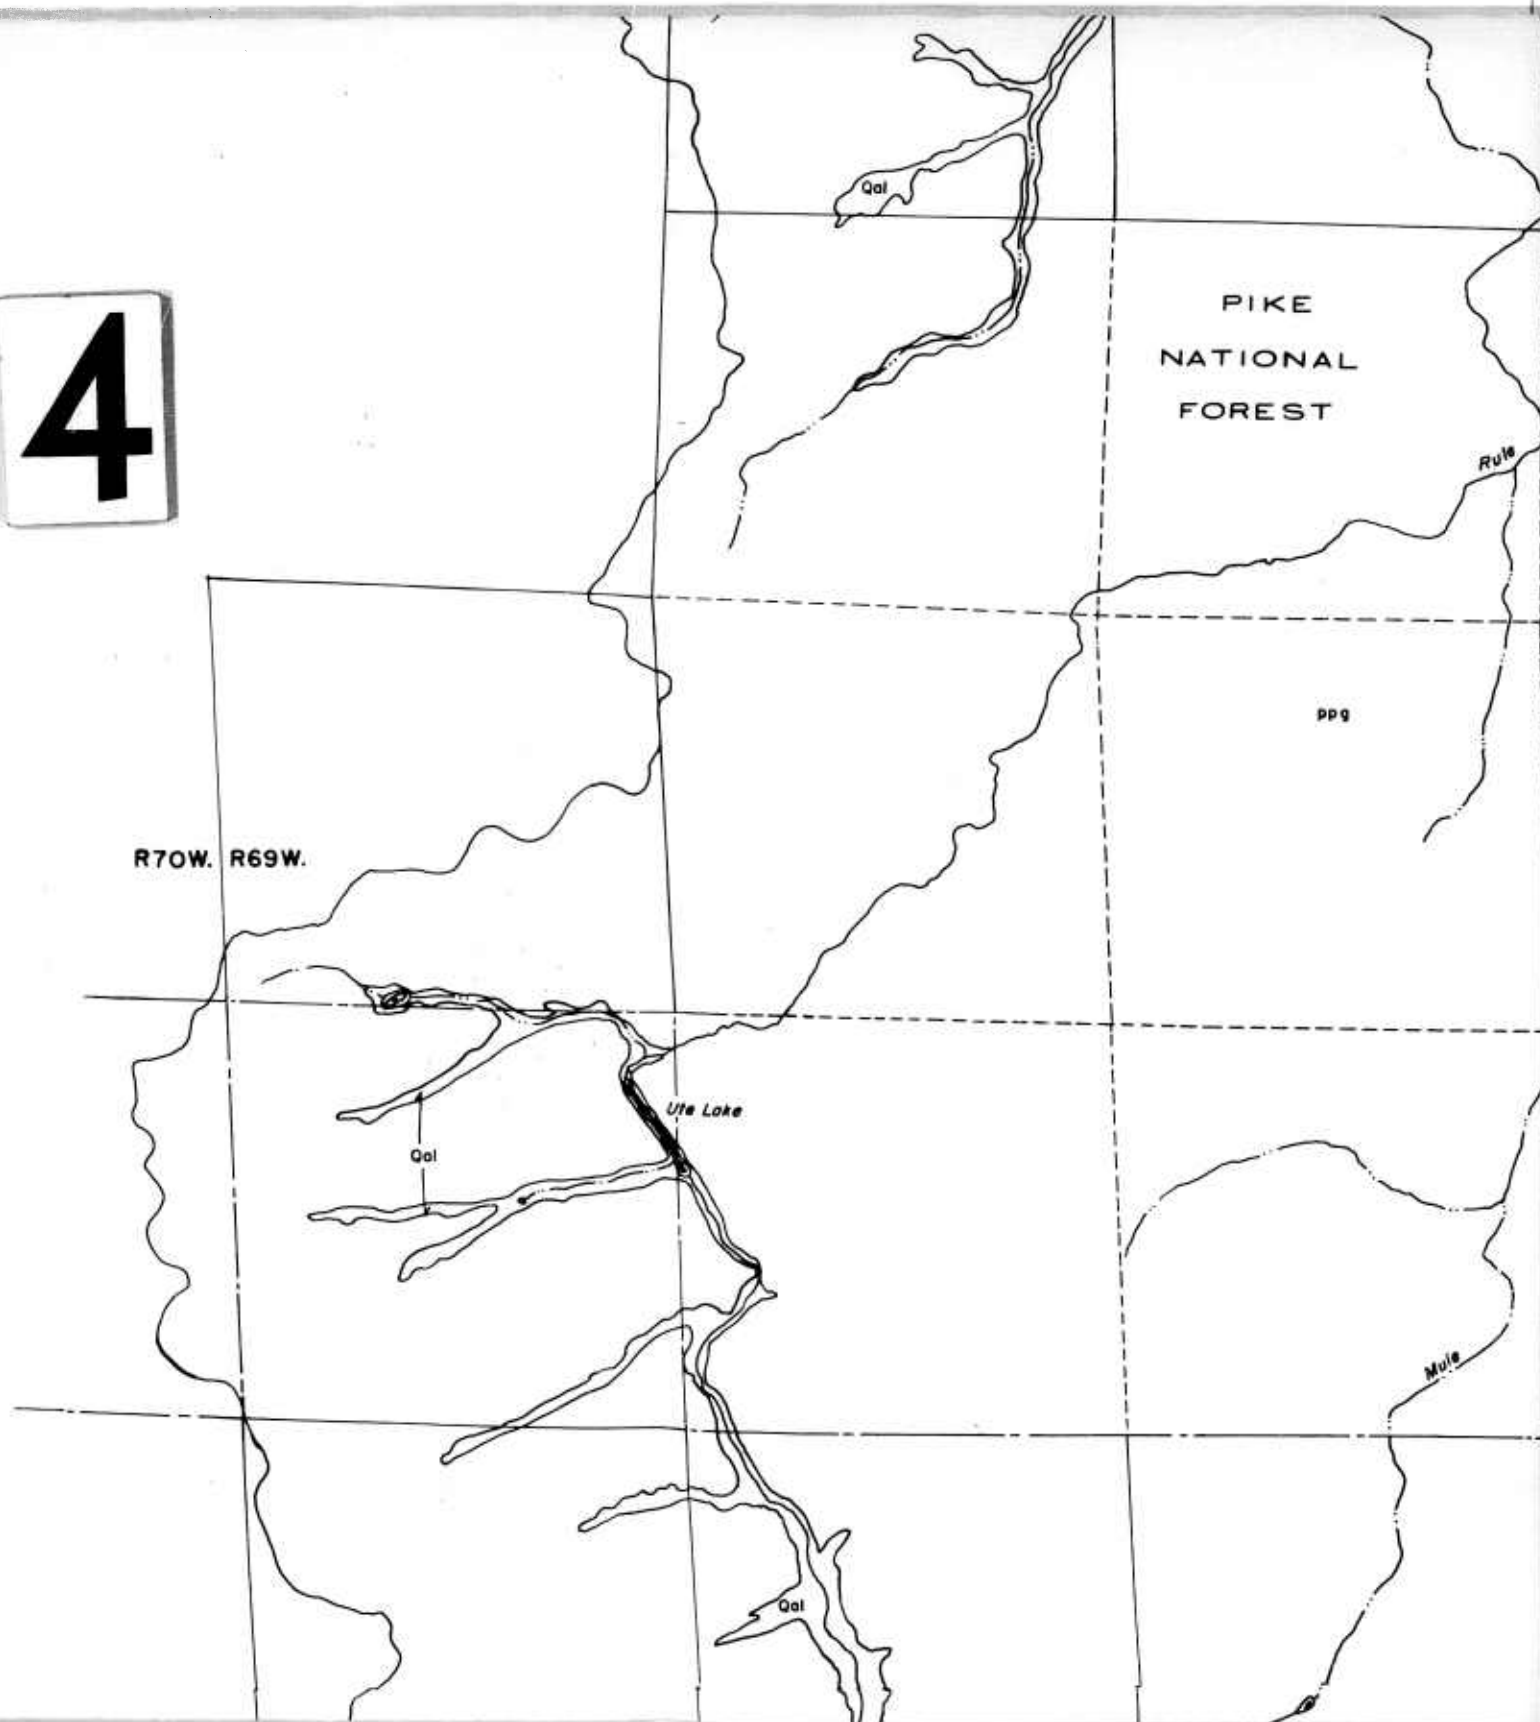 Qal
PIKE
NATIONAL
FOREST
4
Rule
ppg
R70W. R69W.
Ute Lake
Qal
Mule
Qal